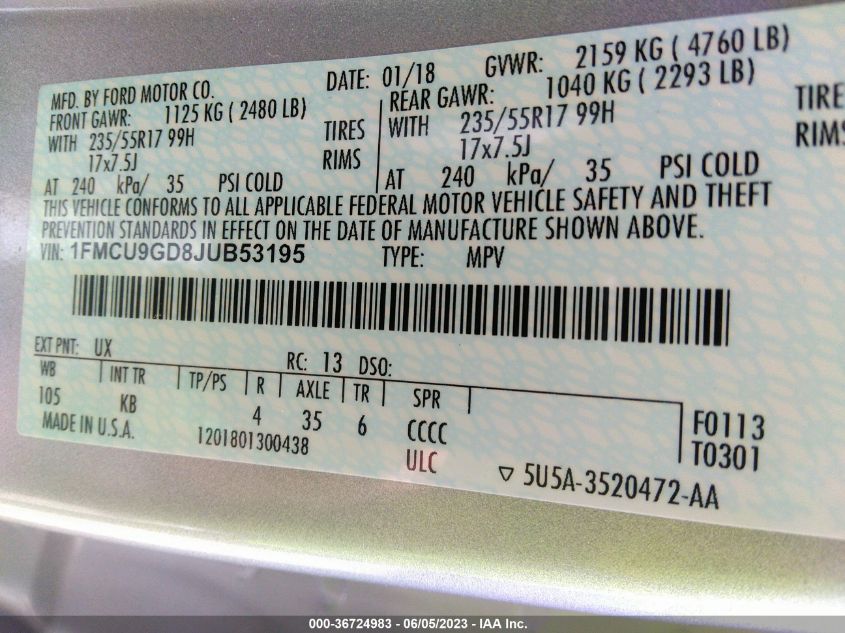 MFD. BY FORD MOTOR CO.
DATE: 01/18 GVWR: 2159 KG ( 4760 LB)
FRONT GAWR: 1125 KG ( 2480 LB) REAR GAWR: 1040 KG ( 2293 LB)
WITH 235/55R17 99H TIRES WITH 235/55R17 99H TIRE
17x7.5J RIMS 17x7.5J RIMS
AT 240 kPa/ 35 PSI COLD AT 240 kPa/ 35 PSI COLD
THIS VEHICLE CONFORMS TO ALL APPLICABLE FEDERAL MOTOR VEHICLE SAFETY AND THEFT
PREVENTION STANDARDS IN EFFECT ON THE DATE OF MANUFACTURE SHOWN ABOVE.
VIN: 1FMCU9GD8JUB53195 TYPE: MPV
EXT PNT: UX RC: 13 DSO:
WB INT TR TP/PS R AXLE TR SPR
105 KB 4 35 6 CCCC F0113
MADE IN U.S.A. 1201801300438 ULC T0301
▽ 5U5A-3520472-AA
000-36724983 - 06/05/2023 - IAA Inc.